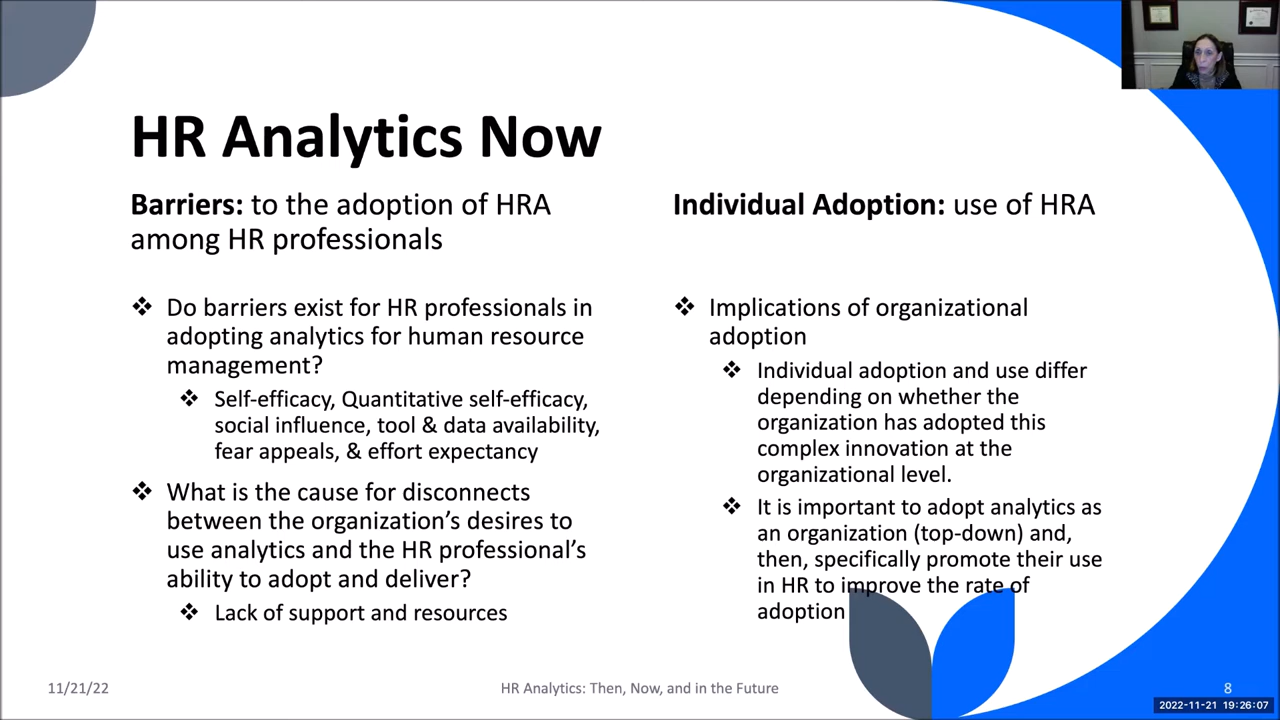 HR Analytics Now
Barriers: to the adoption of HRA
among HR professionals
❖ Do barriers exist for HR professionals in
adopting analytics for human resource
management?
❖ Self-efficacy, Quantitative self-efficacy,
social influence, tool & data availability,
fear appeals, & effort expectancy
❖ What is the cause for disconnects
between the organization's desires to
use analytics and the HR professional's
ability to adopt and deliver?
❖ Lack of support and resources
Individual Adoption: use of HRA
❖ Implications of organizational
adoption
❖ Individual adoption and use differ
depending on whether the
organization has adopted this
complex innovation at the
organizational level.
❖ It is important to adopt analytics as
an organization (top-down) and,
then, specifically promote their use
in HR to improve the rate of
adoption
11/21/22
HR Analytics: Then, Now, and in the Future
8
2022-11-21 19:26:07